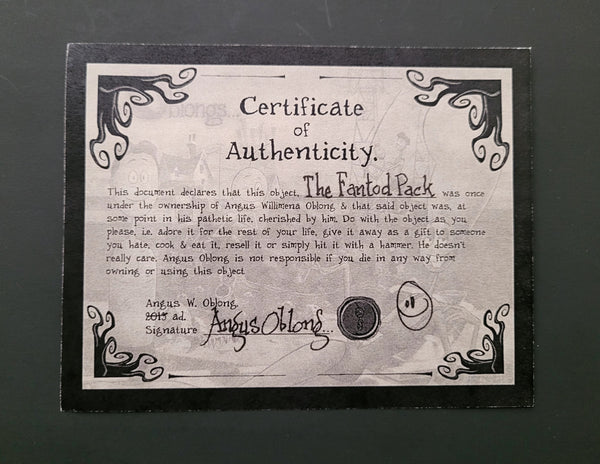 Certificate
of
Authenticity.
This document declares that this object, The Fantod Pack was once
under the ownership of Angus Willimena Oblong & that said object was, at
some point in his pathetic life, cherished by him. Do with the object as you
please, i.e. adore it for the rest of your life, give it away as a gift to someone
you hate, cook & eat it, resell it or simply hit it with a hammer. He doesn't
really care. Angus Oblong is not responsible if you die in any way from
owning or using this object
Angus W. Oblong,
2015 ad.
Signature Angus Oblong...